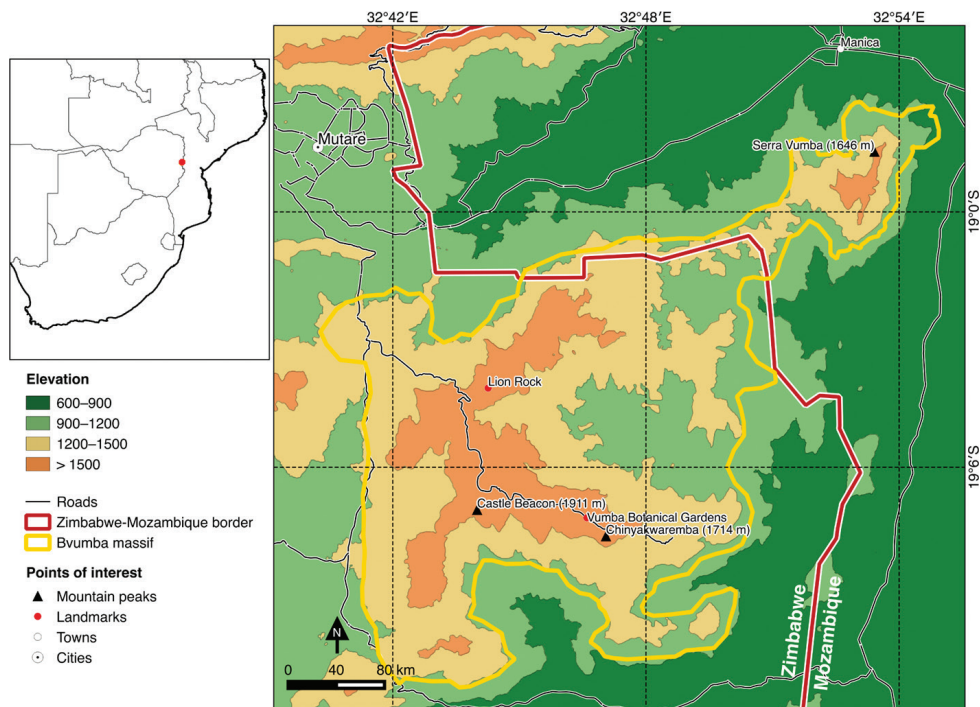 32°42′E
32°48′E
32°54′E
Manica
Mutare
Serra Vumba (1646 m)
19°0′S
Lion Rock
19°6′S
Castle Beacon (1911 m)
Vumba Botanical Gardens
Chinyakwaremba (1714 m)
Zimbabwe
Mozambique
Elevation
600–900
900–1200
1200–1500
> 1500
Roads
Zimbabwe-Mozambique border
Bvumba massif
Points of interest
Mountain peaks
Landmarks
Towns
Cities
N
0 40 80 km